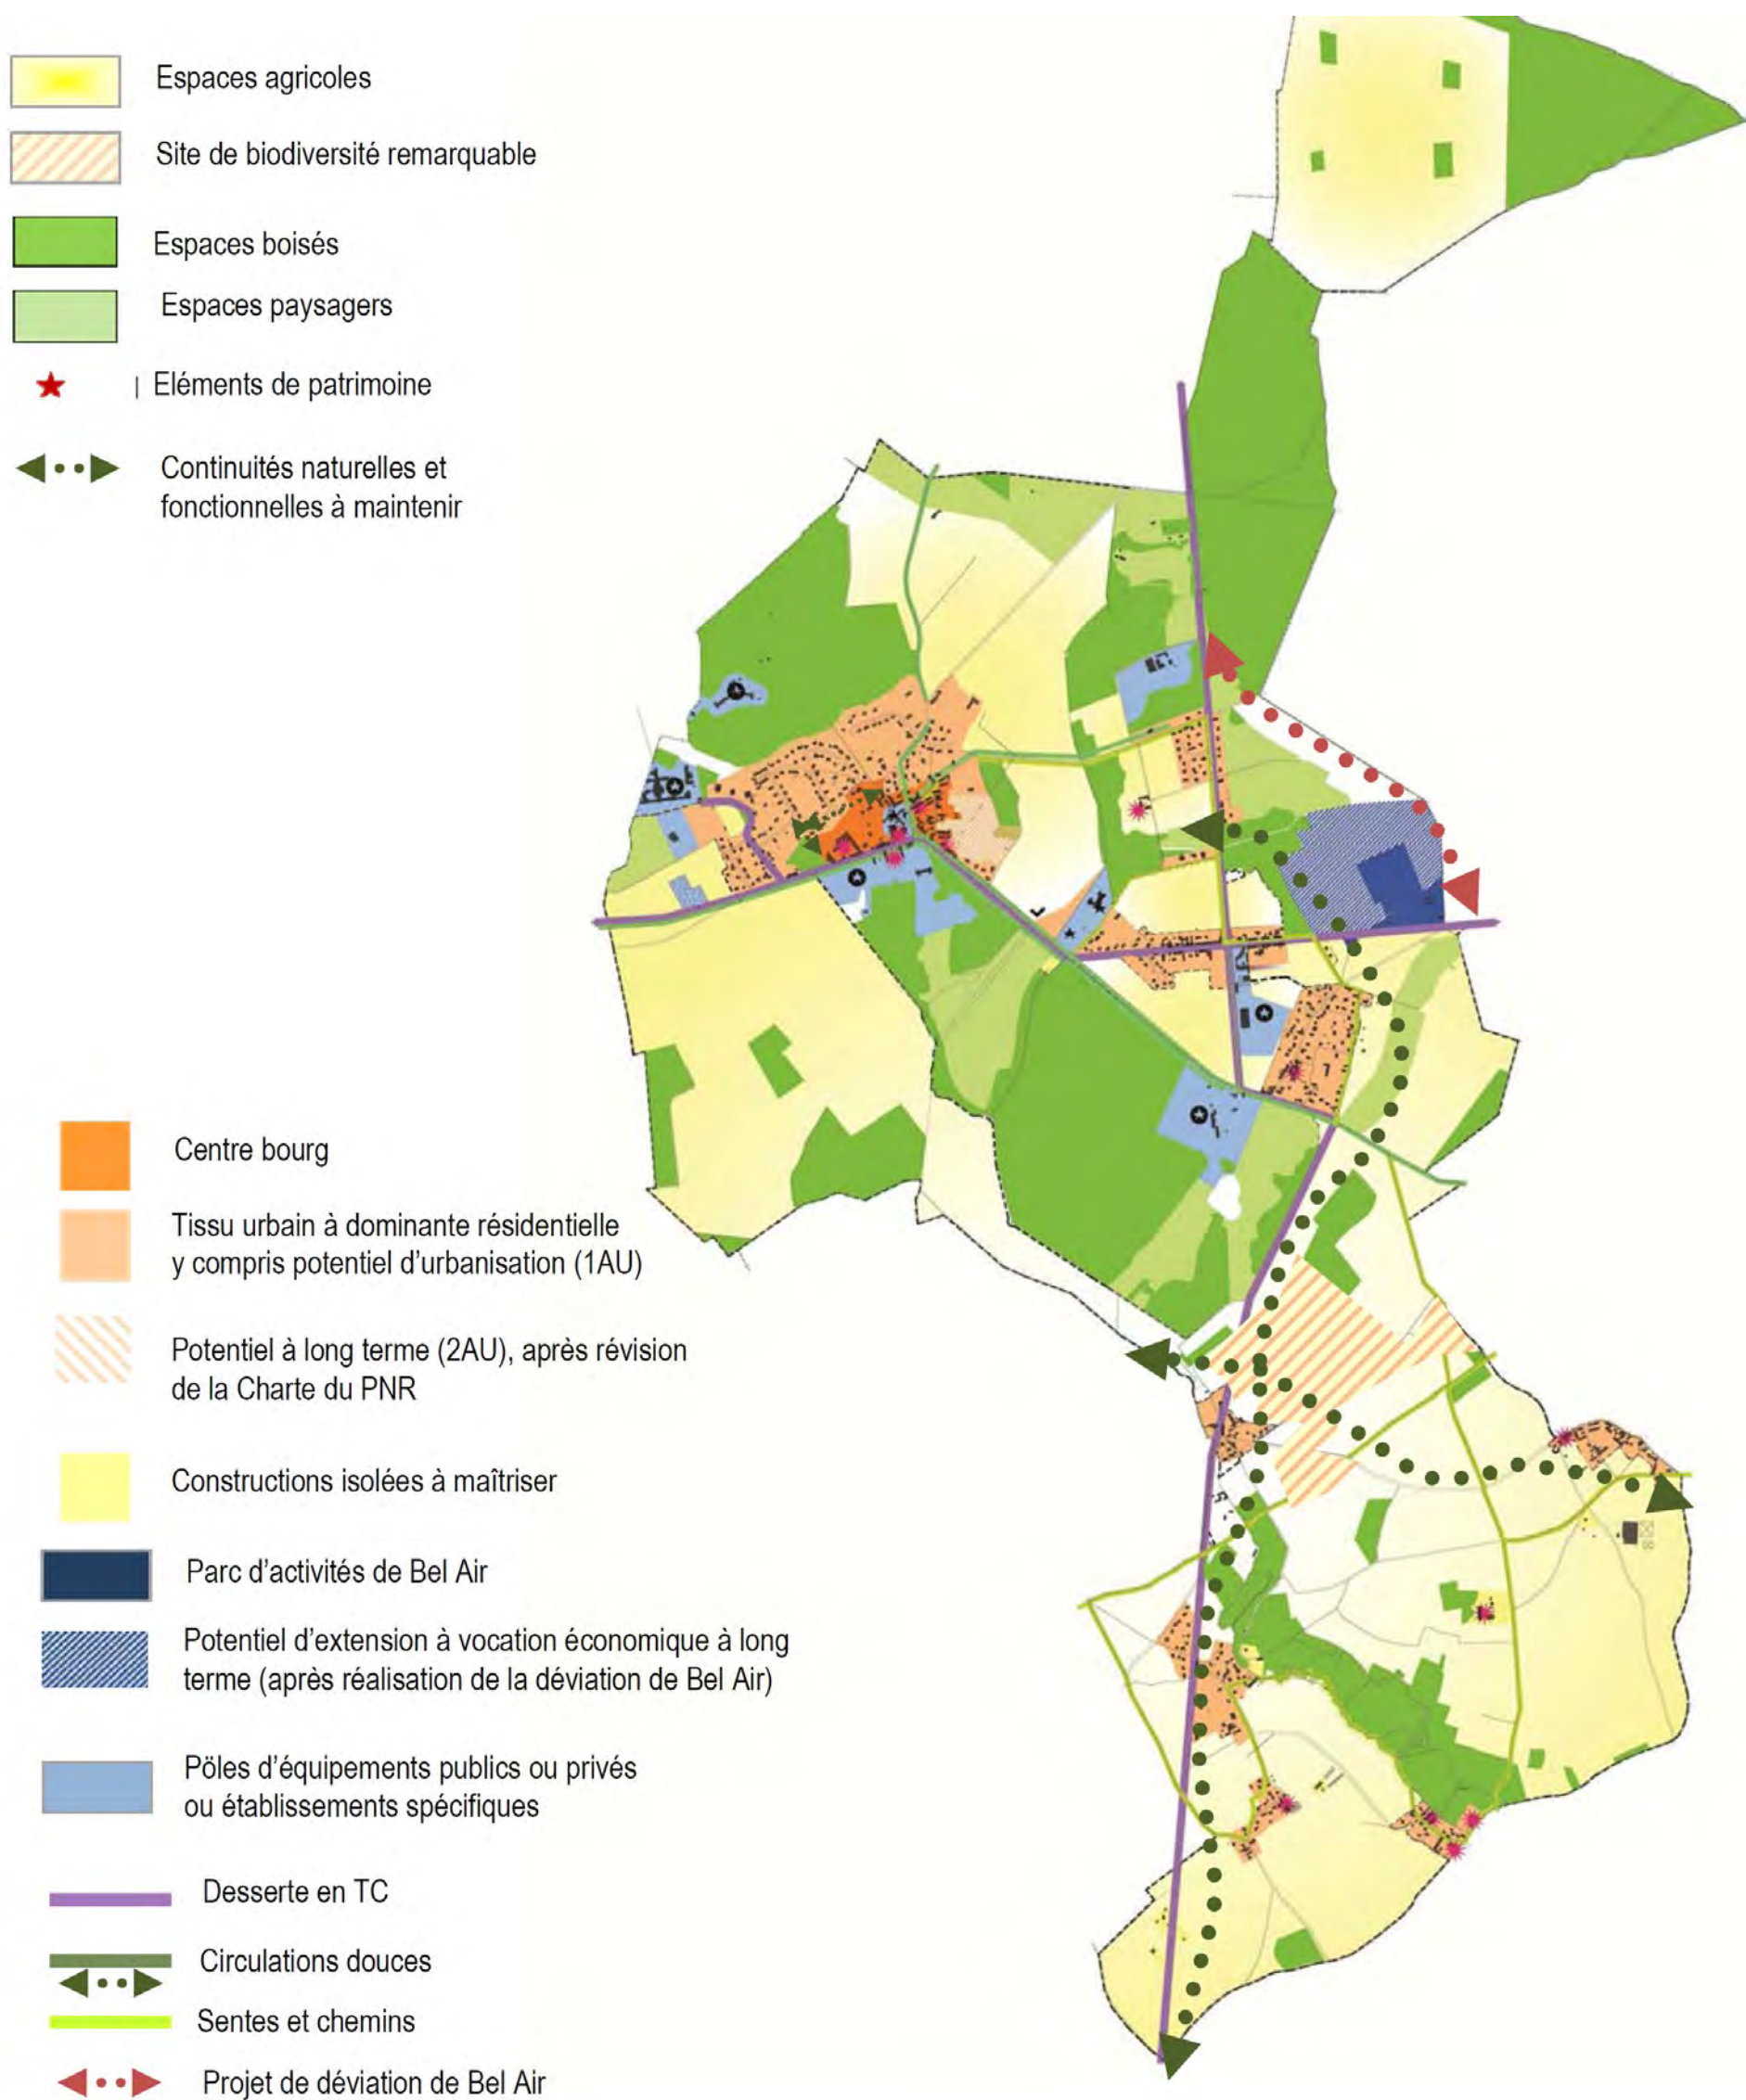 Espaces agricoles
Site de biodiversité remarquable
Espaces boisés
Espaces paysagers
Eléments de patrimoine
Continuités naturelles et
fonctionnelles à maintenir
Centre bourg
Tissu urbain à dominante résidentielle
y compris potentiel d'urbanisation (1AU)
Potentiel à long terme (2AU), après révision
de la Charte du PNR
Constructions isolées à maîtriser
Parc d'activités de Bel Air
Potentiel d'extension à vocation économique à long
terme (après réalisation de la déviation de Bel Air)
Pöles d'équipements publics ou privés
ou établissements spécifiques
Desserte en TC
Circulations douces
Sentes et chemins
Projet de déviation de Bel Air